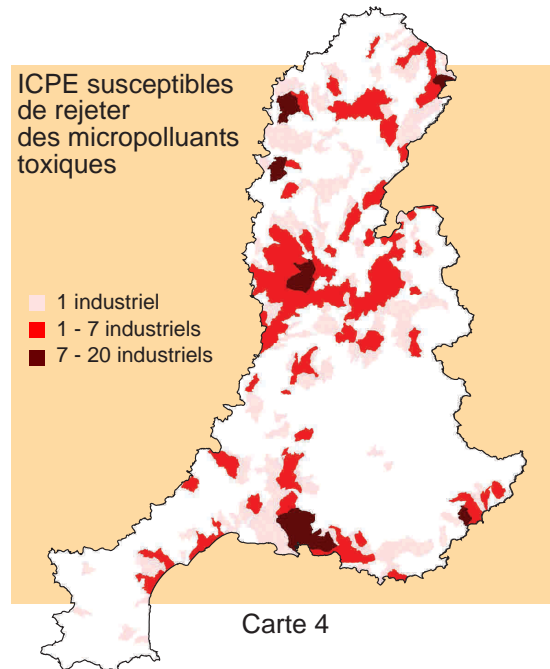 ICPE susceptibles
de rejeter
des micropolluants
toxiques
1 industriel
1 - 7 industriels
7 - 20 industriels
Carte 4